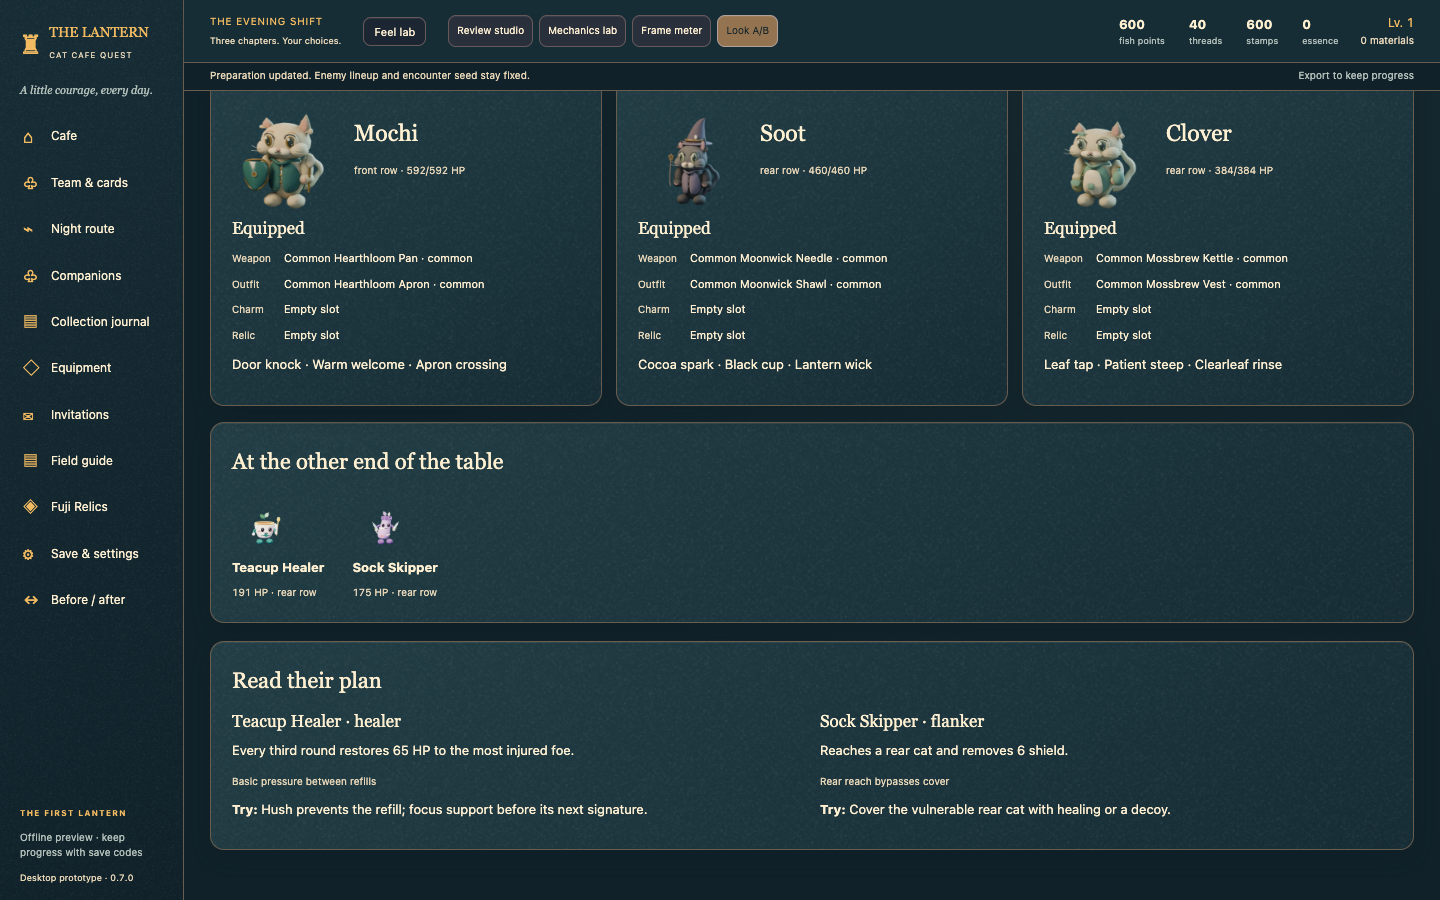 THE LANTERN
CAT CAFE QUEST
A little courage, every day.
Cafe
Team & cards
Night route
Companions
Collection journal
Equipment
Invitations
Field guide
Fuji Relics
Save & settings
Before / after
THE FIRST LANTERN
Offline preview · keep
progress with save codes
Desktop prototype · 0.7.0
THE EVENING SHIFT
Three chapters. Your choices.
Feel lab
Review studio
Mechanics lab
Frame meter
Look A/B
600 fish points
40 threads
600 stamps
0 essence
Lv. 1
0 materials
Preparation updated. Enemy lineup and encounter seed stay fixed.
Export to keep progress
Mochi
front row · 592/592 HP
Equipped
Weapon Common Hearthloom Pan · common
Outfit Common Hearthloom Apron · common
Charm Empty slot
Relic Empty slot
Door knock · Warm welcome · Apron crossing
Soot
rear row · 460/460 HP
Equipped
Weapon Common Moonwick Needle · common
Outfit Common Moonwick Shawl · common
Charm Empty slot
Relic Empty slot
Cocoa spark · Black cup · Lantern wick
Clover
rear row · 384/384 HP
Equipped
Weapon Common Mossbrew Kettle · common
Outfit Common Mossbrew Vest · common
Charm Empty slot
Relic Empty slot
Leaf tap · Patient steep · Clearleaf rinse
At the other end of the table
Teacup Healer
191 HP · rear row
Sock Skipper
175 HP · rear row
Read their plan
Teacup Healer · healer
Every third round restores 65 HP to the most injured foe.
Basic pressure between refills
Try: Hush prevents the refill; focus support before its next signature.
Sock Skipper · flanker
Reaches a rear cat and removes 6 shield.
Rear reach bypasses cover
Try: Cover the vulnerable rear cat with healing or a decoy.